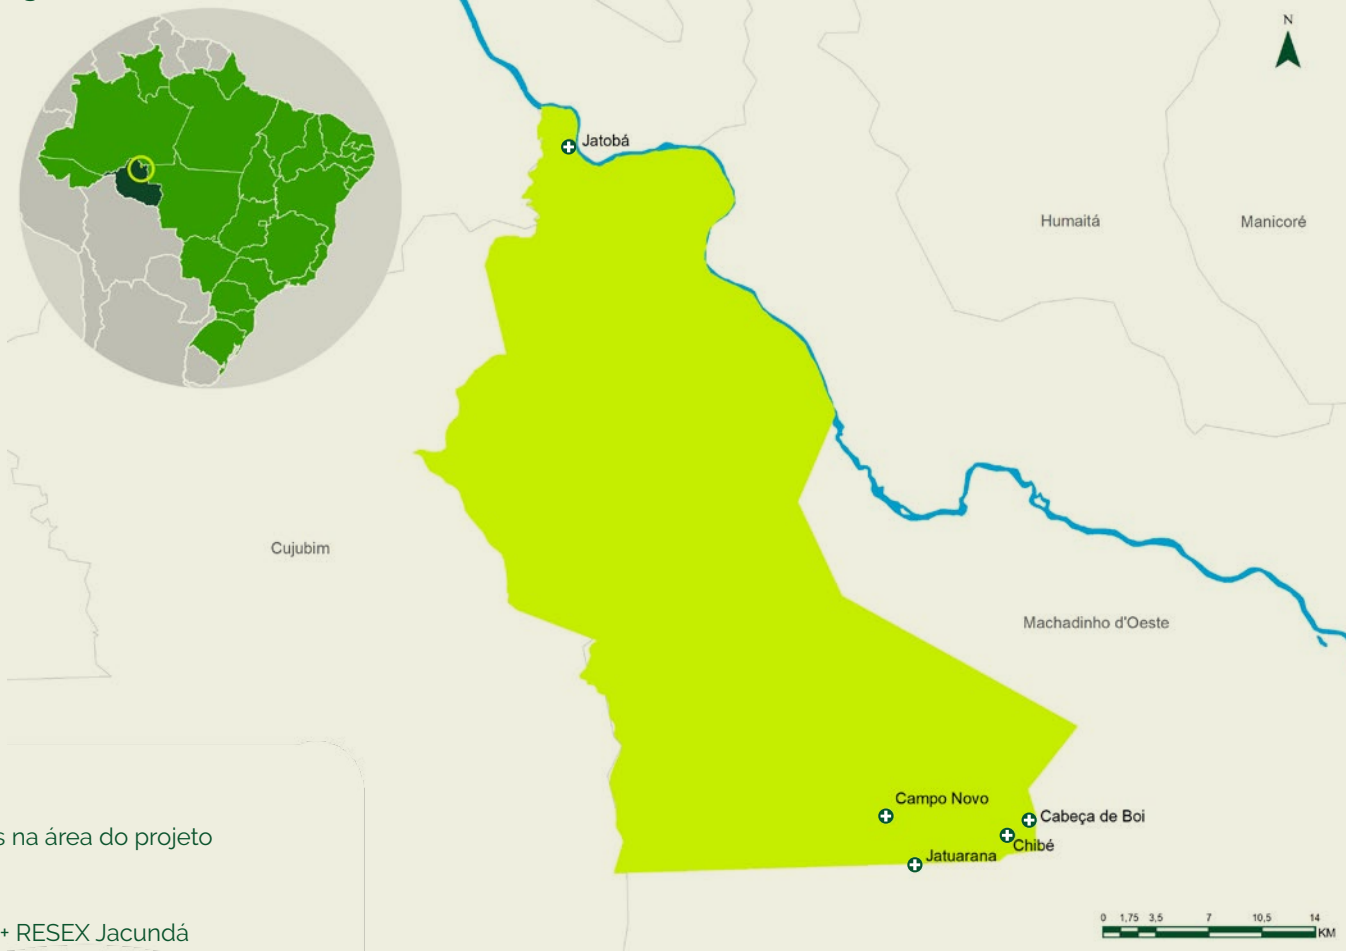 N
Jatobá
Humaitá
Manicoré
Cujubim
Machadinho d'Oeste
Campo Novo
Cabeça de Boi
Chibé
Jatuarana
na área do projeto
+ RESEX Jacundá
0 1,75 3,5 7 10,5 14
KM